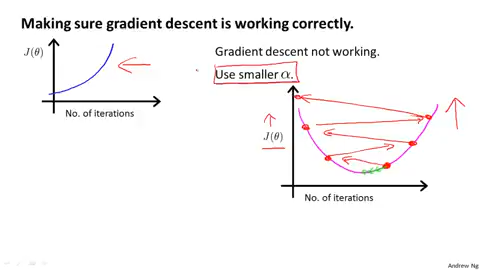 Making sure gradient descent is working correctly.
J(θ)
No. of iterations
Gradient descent not working.
Use smaller α.
J(θ)
No. of iterations
Andrew Ng